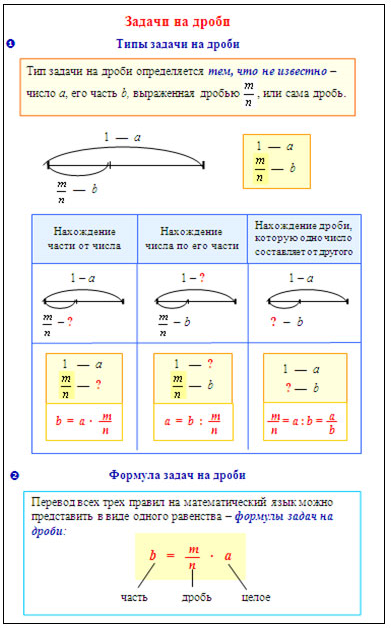 Задачи на дроби
❶ Типы задачи на дроби
Тип задачи на дроби определяется тем, что не известно –
число a, его часть b, выраженная дробью m/n, или сама дробь.
1 — a
m/n — b
1 — a
m/n — b
Нахождение
части от числа
Нахождение
числа по его части
Нахождение дроби,
которую одно число
составляет от другого
1 – a
m/n – ?
1 – ?
m/n – b
1 – a
? – b
1 — a
m/n — ?
b = a · m/n
1 — ?
m/n — b
a = b : m/n
1 — a
? — b
m/n = a : b = a/b
❷ Формула задач на дроби
Перевод всех трех правил на математический язык можно
представить в виде одного равенства – формулы задач на
дроби:
b = m/n · a
часть дробь целое